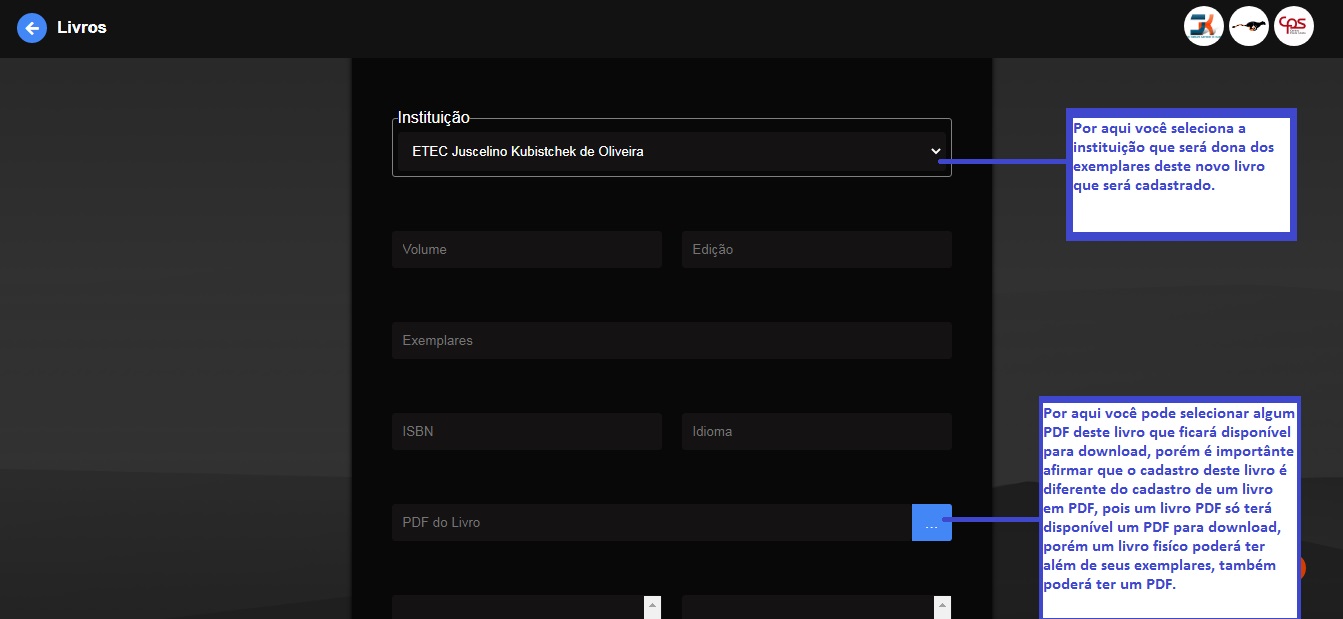 Livros
Instituição
ETEC Juscelino Kubistchek de Oliveira
Por aqui você seleciona a
instituição que será dona dos
exemplares deste novo livro
que será cadastrado.
Volume
Edição
Exemplares
ISBN
Idioma
Por aqui você pode selecionar algum
PDF deste livro que ficará disponível
para download, porém é importânte
afirmar que o cadastro deste livro é
diferente do cadastro de um livro
em PDF, pois um livro PDF só terá
disponível um PDF para download,
porém um livro fisíco poderá ter
além de seus exemplares, também
poderá ter um PDF.
PDF do Livro
...
cps